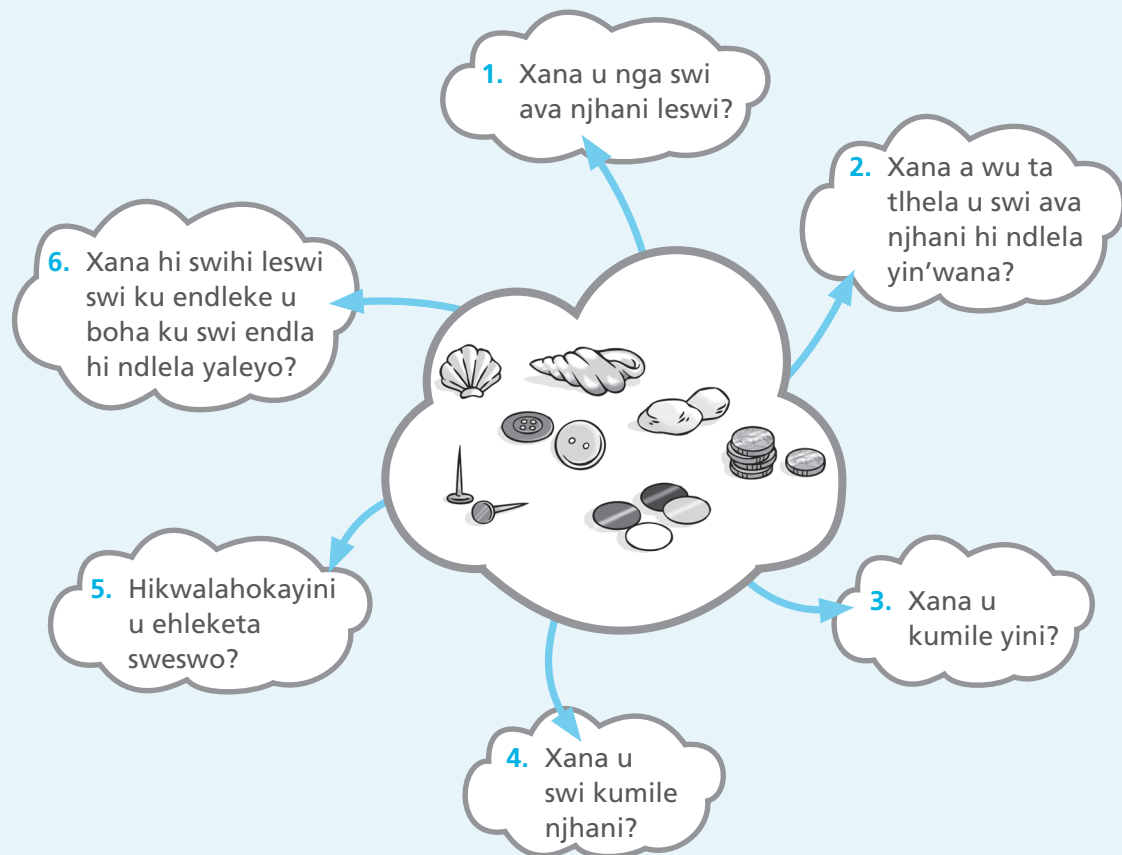 1. Xana u nga swi
ava njhani leswi?
2. Xana a wu ta
tlhela u swi ava
njhani hi ndlela
yin’wana?
3. Xana u
kumile yini?
4. Xana u
swi kumile
njhani?
5. Hikwalahokayini
u ehleketa
sweswo?
6. Xana hi swihi leswi
swi ku endleke u
boha ku swi endla
hi ndlela yaleyo?